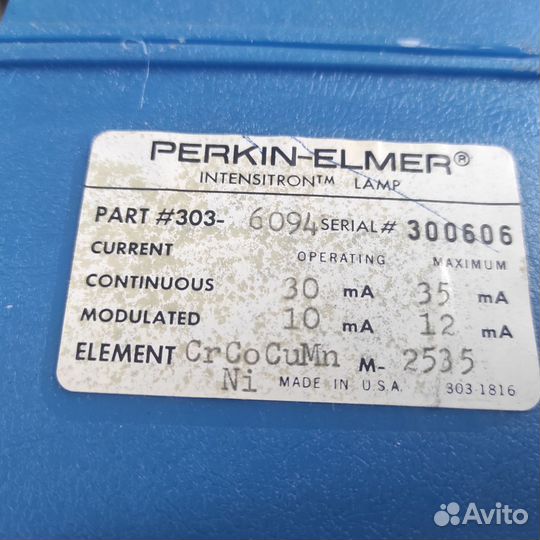 PERKIN-ELMER®
INTENSITRON™ LAMP
PART #303- 6094 SERIAL# 300606
CURRENT OPERATING MAXIMUM
CONTINUOUS 30 mA 35 mA
MODULATED 10 mA 12 mA
ELEMENT CrCoCuMn M- 2535
Ni MADE IN U.S.A. 303-1816
Avito